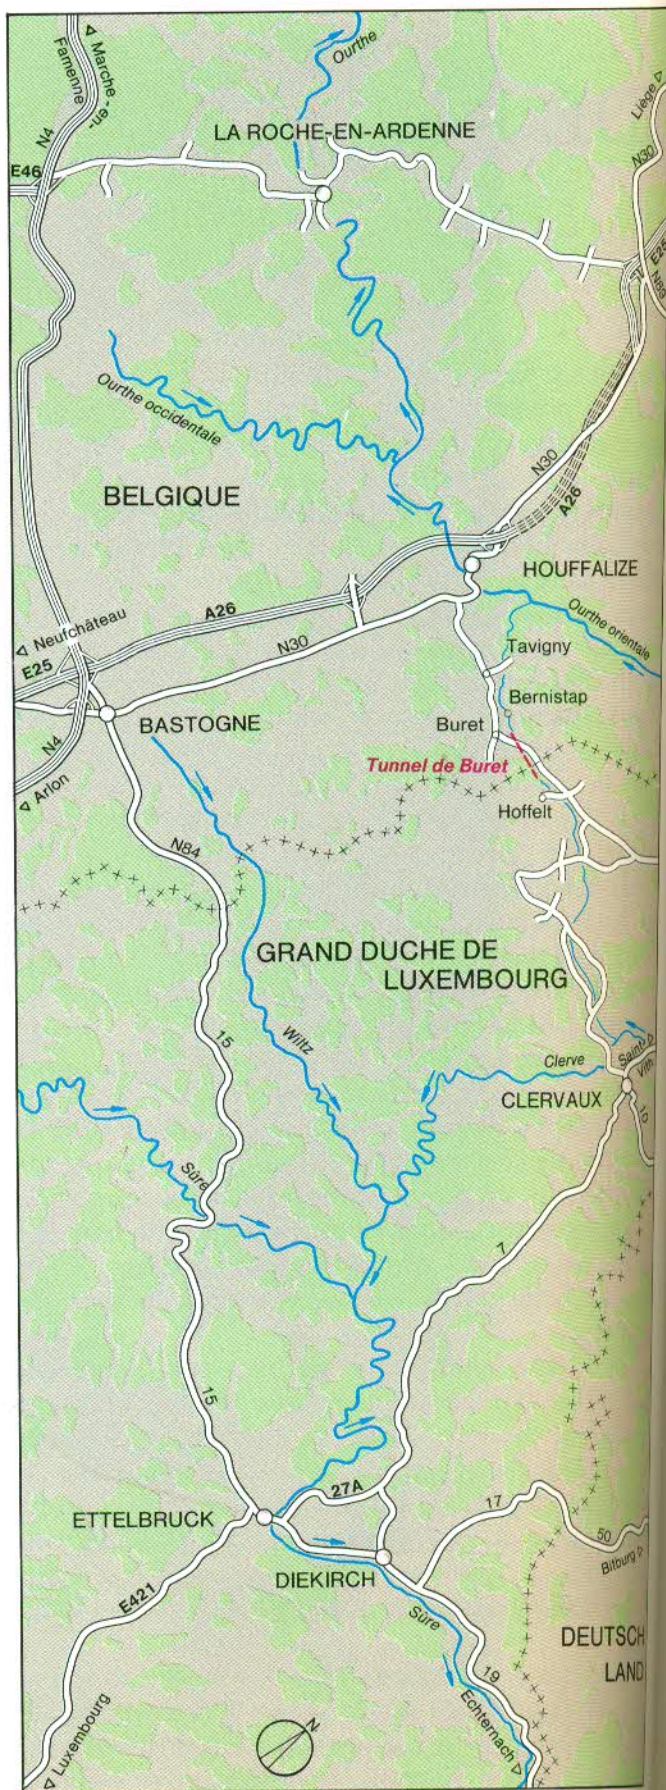 Ourthe
Marche-en-
Famenne
N4
Liège
N30
LA ROCHE-EN-ARDENNE
E46
E25
N89
Ourthe occidentale
N30
A26
BELGIQUE
HOUFFALIZE
A26
Neufchâteau
E25
N30
Ourthe orientale
Tavigny
Bernistap
BASTOGNE
Buret
N4
Arlon
Tunnel de Buret
Hoffelt
N84
GRAND DUCHE DE
LUXEMBOURG
15
Wiltz
Clerve
Saint-
Vith
CLERVAUX
10
Sûre
7
15
27A
17
ETTELBRUCK
50
Bitburg
DIEKIRCH
E421
Sûre
DEUTSCH
LAND
19
Echternach
Luxembourg
N